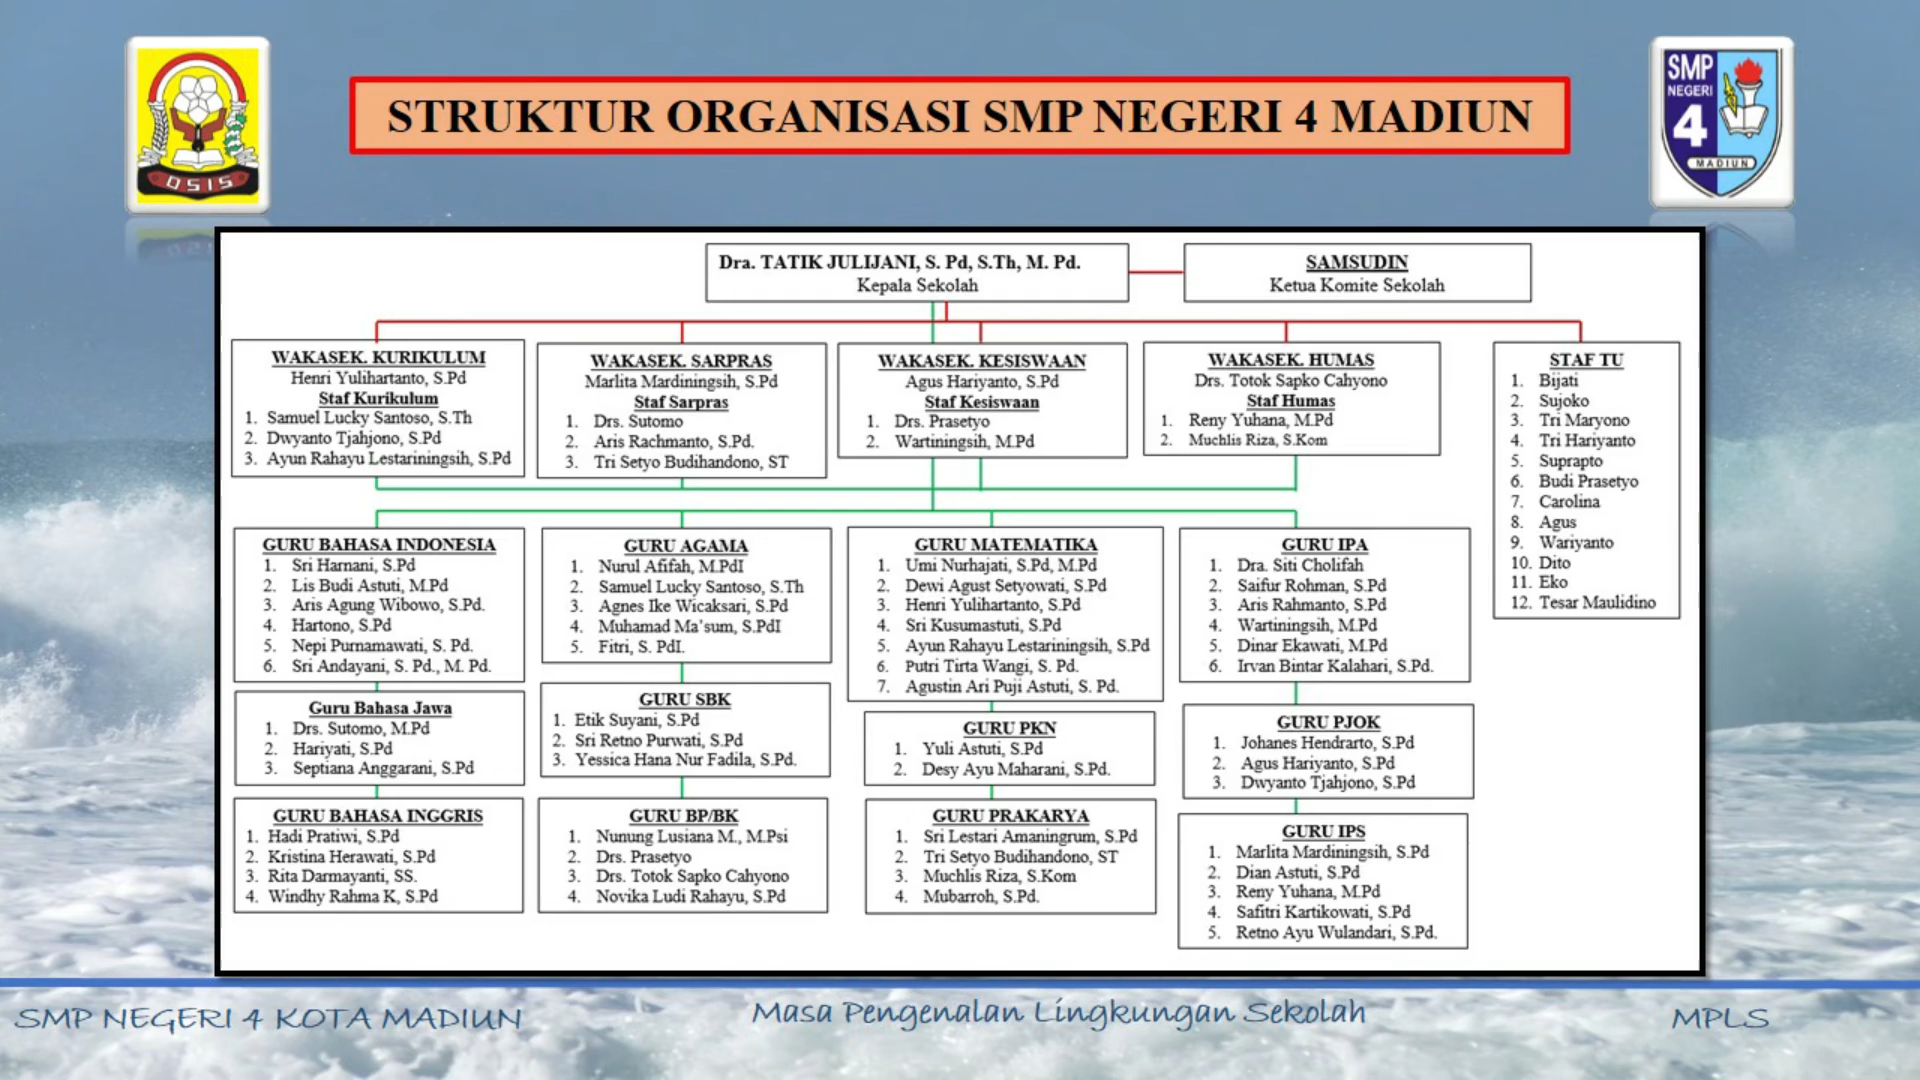 OSIS
STRUKTUR ORGANISASI SMP NEGERI 4 MADIUN
SMP
NEGERI
4
MADIUN
Dra. TATIK JULIJANI, S. Pd, S.Th, M. Pd.
Kepala Sekolah
SAMSUDIN
Ketua Komite Sekolah
WAKASEK. KURIKULUM
Henri Yulihartanto, S.Pd
Staf Kurikulum
1. Samuel Lucky Santoso, S.Th
2. Dwyanto Tjahjono, S.Pd
3. Ayun Rahayu Lestariningsih, S.Pd
WAKASEK. SARPRAS
Marlita Mardiningsih, S.Pd
Staf Sarpras
1. Drs. Sutomo
2. Aris Rachmanto, S.Pd.
3. Tri Setyo Budihandono, ST
WAKASEK. KESISWAAN
Agus Hariyanto, S.Pd
Staf Kesiswaan
1. Drs. Prasetyo
2. Wartiningsih, M.Pd
WAKASEK. HUMAS
Drs. Totok Sapko Cahyono
Staf Humas
1. Reny Yuhana, M.Pd
2. Muchlis Riza, S.Kom
STAF TU
1. Bijati
2. Sujoko
3. Tri Maryono
4. Tri Hariyanto
5. Suprapto
6. Budi Prasetyo
7. Carolina
8. Agus
9. Wariyanto
10. Dito
11. Eko
12. Tesar Maulidino
GURU BAHASA INDONESIA
1. Sri Harnani, S.Pd
2. Lis Budi Astuti, M.Pd
3. Aris Agung Wibowo, S.Pd.
4. Hartono, S.Pd
5. Nepi Purnamawati, S. Pd.
6. Sri Andayani, S. Pd., M. Pd.
GURU AGAMA
1. Nurul Afifah, M.PdI
2. Samuel Lucky Santoso, S.Th
3. Agnes Ike Wicaksari, S.Pd
4. Muhamad Ma'sum, S.PdI
5. Fitri, S. PdI.
GURU MATEMATIKA
1. Umi Nurhajati, S.Pd, M.Pd
2. Dewi Agust Setyowati, S.Pd
3. Henri Yulihartanto, S.Pd
4. Sri Kusumastuti, S.Pd
5. Ayun Rahayu Lestariningsih, S.Pd
6. Putri Tirta Wangi, S. Pd.
7. Agustin Ari Puji Astuti, S. Pd.
GURU IPA
1. Dra. Siti Cholifah
2. Saifur Rohman, S.Pd
3. Aris Rahmanto, S.Pd
4. Wartiningsih, M.Pd
5. Dinar Ekawati, M.Pd
6. Irvan Bintar Kalahari, S.Pd.
Guru Bahasa Jawa
1. Drs. Sutomo, M.Pd
2. Hariyati, S.Pd
3. Septiana Anggarani, S.Pd
GURU SBK
1. Etik Suyani, S.Pd
2. Sri Retno Purwati, S.Pd
3. Yessica Hana Nur Fadila, S.Pd.
GURU PKN
1. Yuli Astuti, S.Pd
2. Desy Ayu Maharani, S.Pd.
GURU PJOK
1. Johanes Hendrarto, S.Pd
2. Agus Hariyanto, S.Pd
3. Dwyanto Tjahjono, S.Pd
GURU BAHASA INGGRIS
1. Hadi Pratiwi, S.Pd
2. Kristina Herawati, S.Pd
3. Rita Darmayanti, SS.
4. Windhy Rahma K, S.Pd
GURU BP/BK
1. Nunung Lusiana M., M.Psi
2. Drs. Prasetyo
3. Drs. Totok Sapko Cahyono
4. Novika Ludi Rahayu, S.Pd
GURU PRAKARYA
1. Sri Lestari Amaningrum, S.Pd
2. Tri Setyo Budihandono, ST
3. Muchlis Riza, S.Kom
4. Mubarroh, S.Pd.
GURU IPS
1. Marlita Mardiningsih, S.Pd
2. Dian Astuti, S.Pd
3. Reny Yuhana, M.Pd
4. Safitri Kartikowati, S.Pd
5. Retno Ayu Wulandari, S.Pd.
SMP NEGERI 4 KOTA MADIUN
Masa Pengenalan Lingkungan Sekolah
MPLS